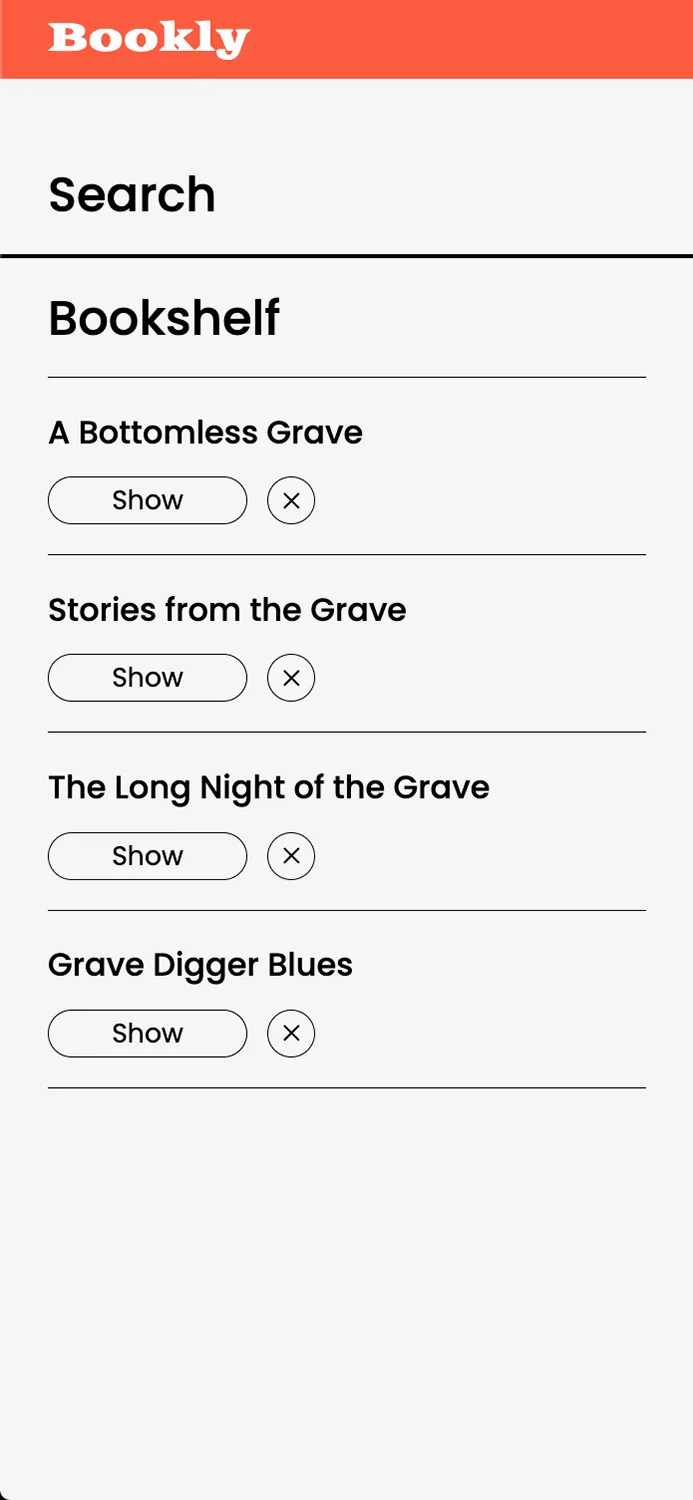 Bookly
Search
Bookshelf
A Bottomless Grave
Show
Stories from the Grave
Show
The Long Night of the Grave
Show
Grave Digger Blues
Show